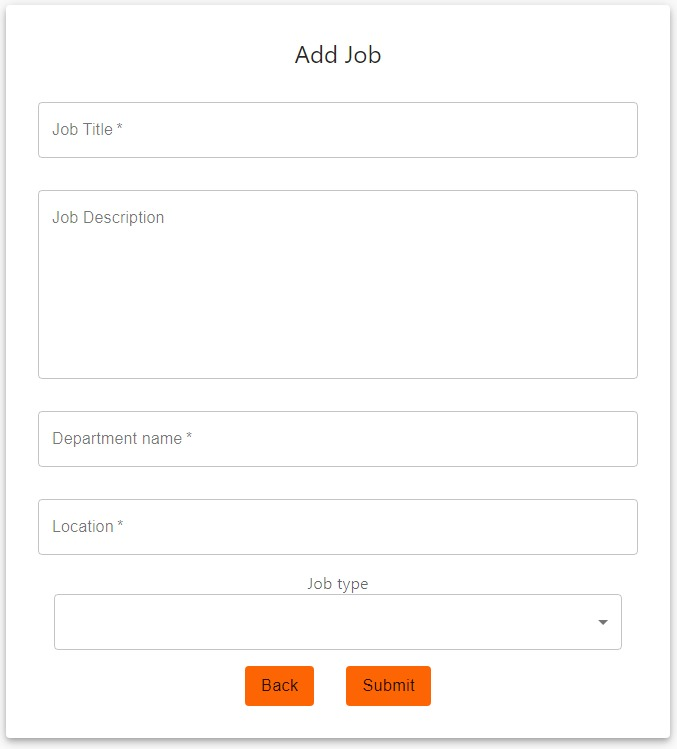 Add Job
Job Title *
Job Description
Department name *
Location *
Job type
Back Submit